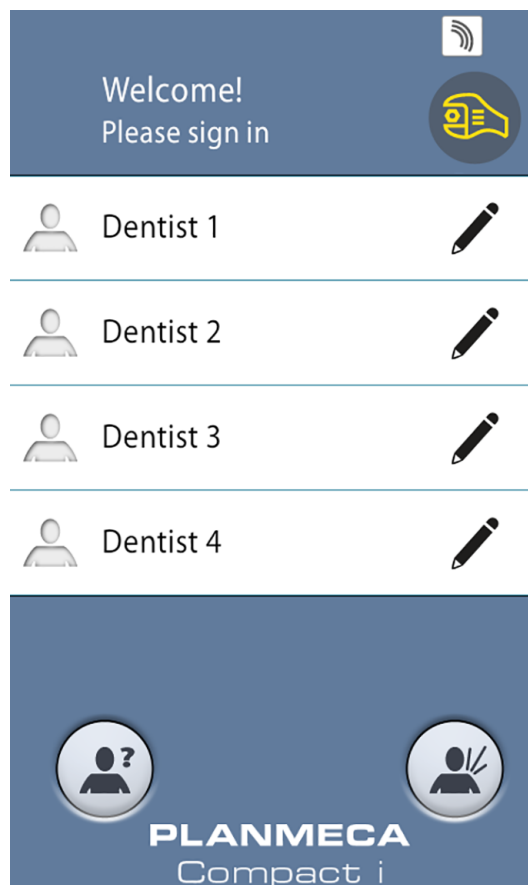 Welcome!
Please sign in
Dentist 1
Dentist 2
Dentist 3
Dentist 4
?
PLANMECA
Compact i